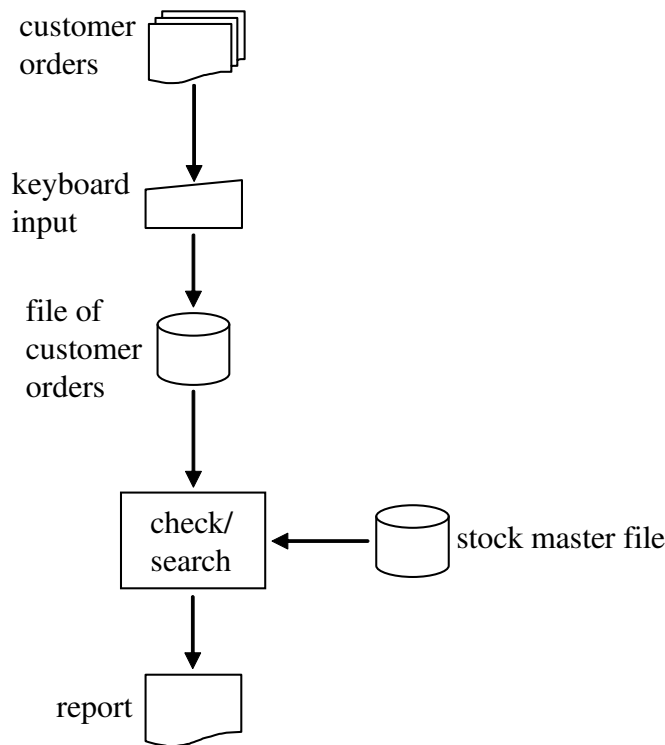 customer
orders
keyboard
input
file of
customer
orders
check/
search
stock master file
report